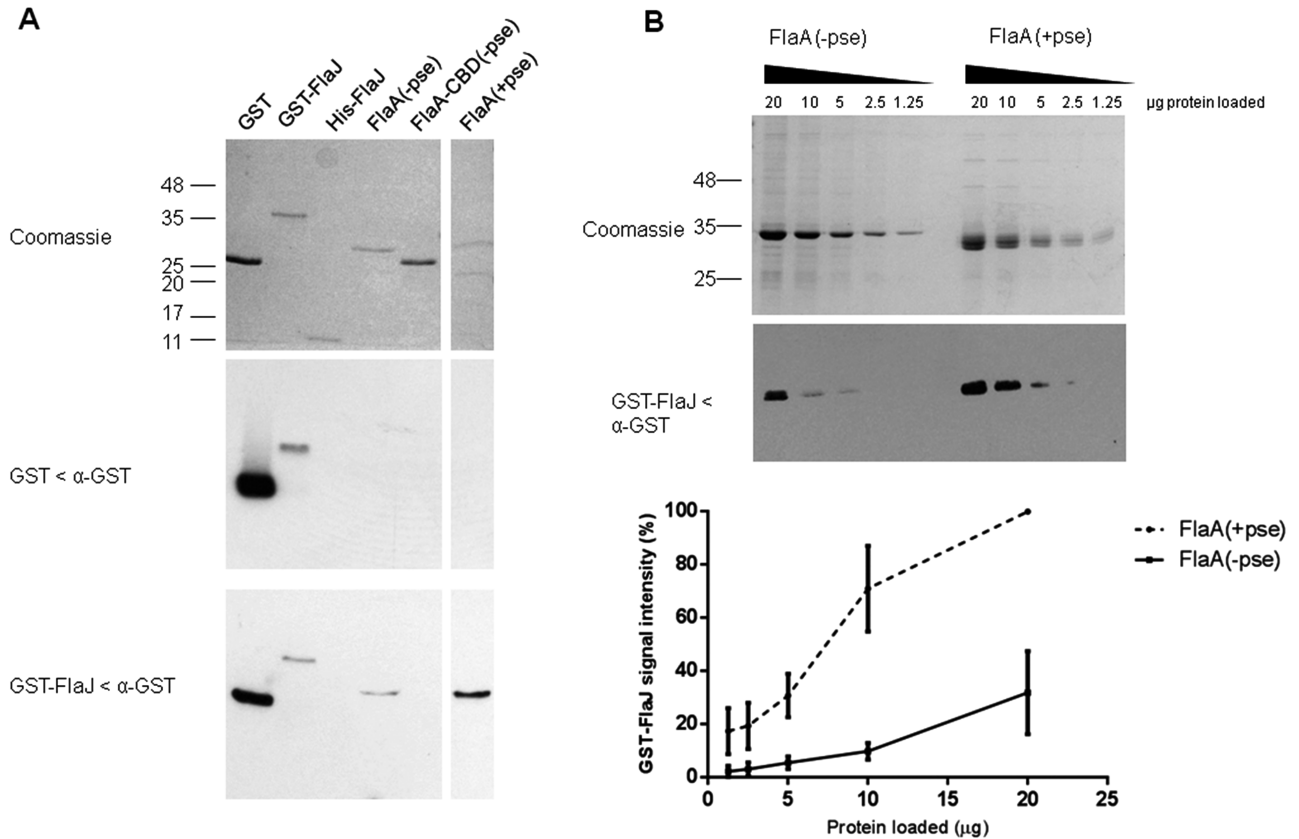 A
GST
GST-FlaJ
His-FlaJ
FlaA(-pse)
FlaA-CBD(-pse)
FlaA(+pse)
48
35
25
20
17
11
Coomassie
GST < α-GST
GST-FlaJ < α-GST
B
FlaA(-pse) FlaA(+pse)
20 10 5 2.5 1.25 20 10 5 2.5 1.25 µg protein loaded
48
35
25
Coomassie
GST-FlaJ <
α-GST
GST-FlaJ signal intensity (%)
100
80
60
40
20
0
0 5 10 15 20 25
Protein loaded (µg)
FlaA(+pse)
FlaA(-pse)